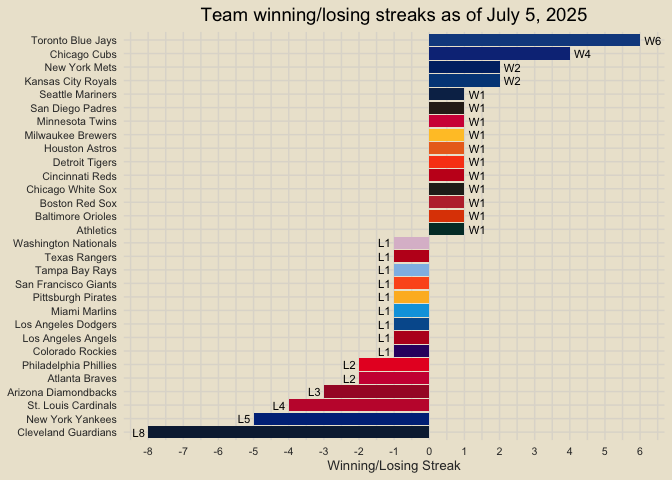 Team winning/losing streaks as of July 5, 2025
Toronto Blue Jays W6
Chicago Cubs W4
New York Mets W2
Kansas City Royals W2
Seattle Mariners W1
San Diego Padres W1
Minnesota Twins W1
Milwaukee Brewers W1
Houston Astros W1
Detroit Tigers W1
Cincinnati Reds W1
Chicago White Sox W1
Boston Red Sox W1
Baltimore Orioles W1
Athletics W1
Washington Nationals L1
Texas Rangers L1
Tampa Bay Rays L1
San Francisco Giants L1
Pittsburgh Pirates L1
Miami Marlins L1
Los Angeles Dodgers L1
Los Angeles Angels L1
Colorado Rockies L1
Philadelphia Phillies L2
Atlanta Braves L2
Arizona Diamondbacks L3
St. Louis Cardinals L4
New York Yankees L5
Cleveland Guardians L8
-8 -7 -6 -5 -4 -3 -2 -1 0 1 2 3 4 5 6
Winning/Losing Streak